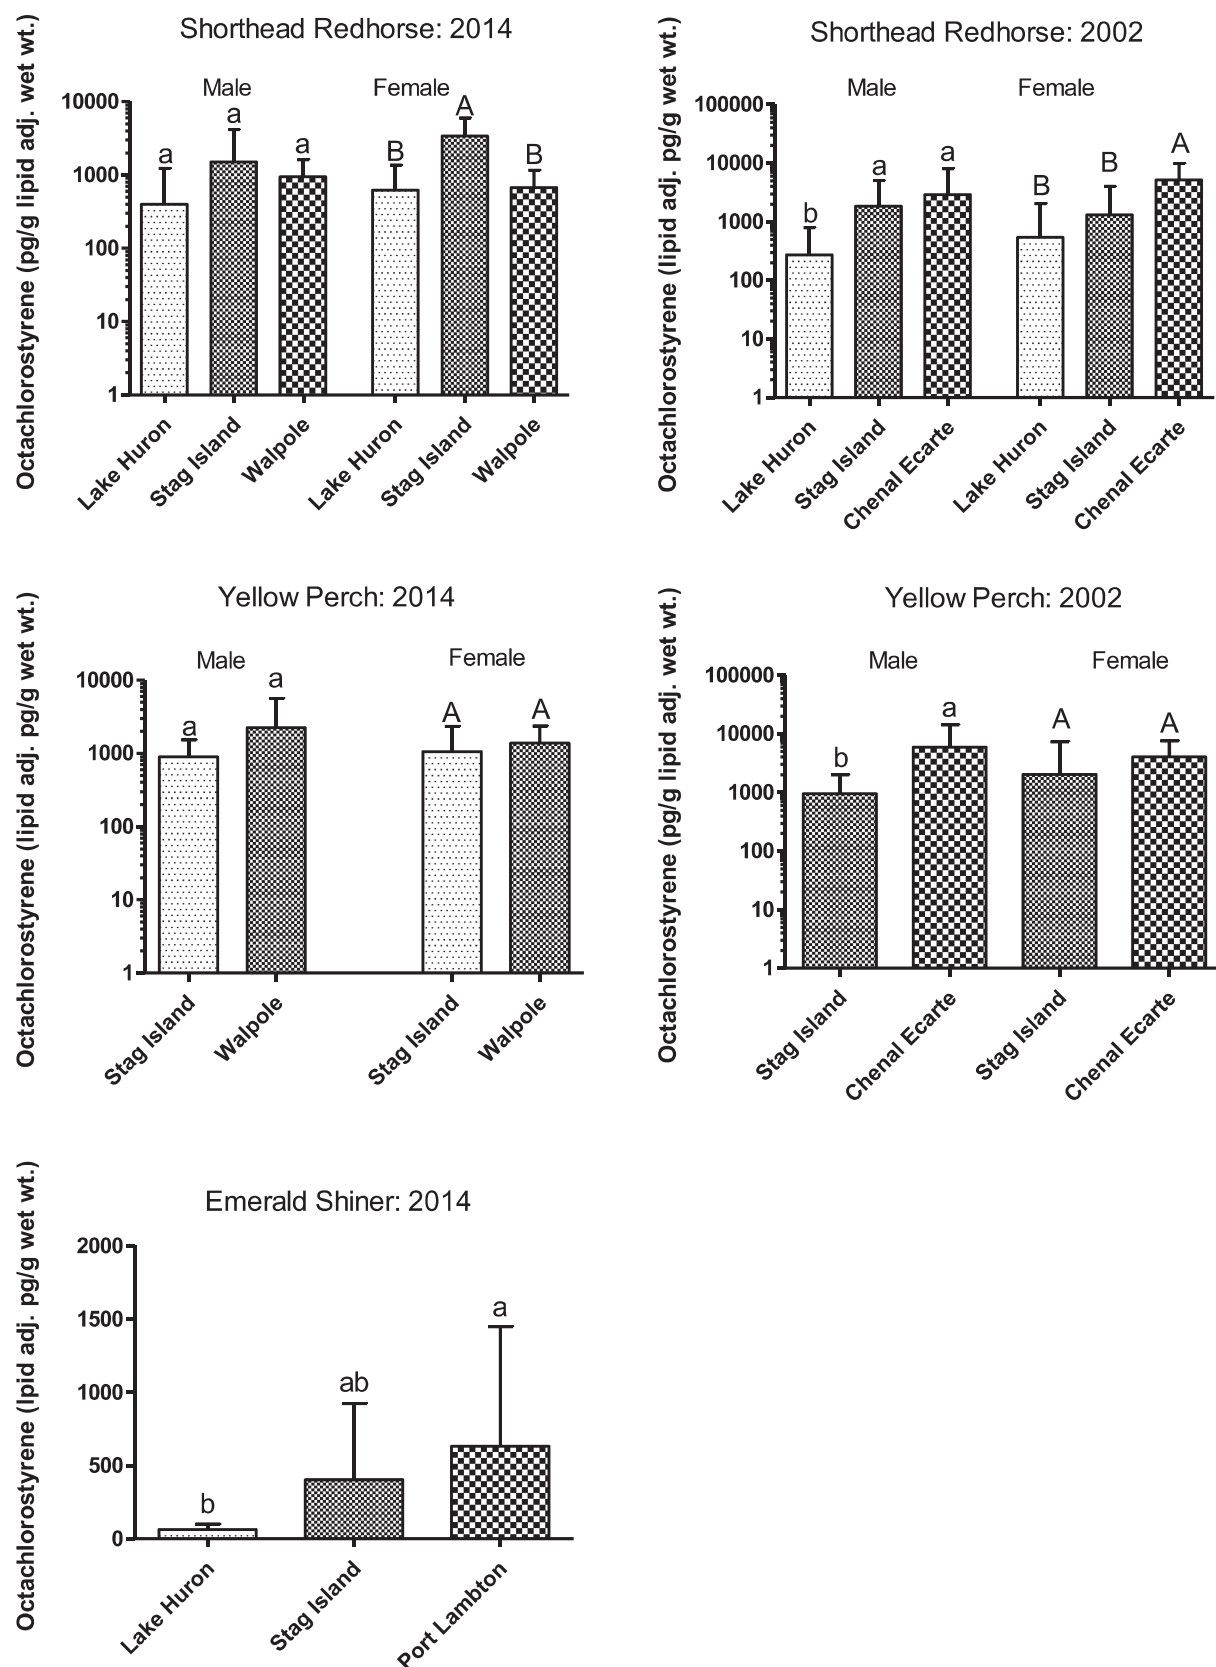 Shorthead Redhorse: 2014
Octachlorostyrene (pg/g lipid adj. wet wt.)
Male
Female
10000
1000
100
10
1
a
a
a
B
A
B
Lake Huron
Stag Island
Walpole
Lake Huron
Stag Island
Walpole
Shorthead Redhorse: 2002
Octachlorostyrene (lipid adj. pg/g wet wt.)
Male
Female
100000
10000
1000
100
10
1
b
a
a
B
B
A
Lake Huron
Stag Island
Chenal Ecarte
Lake Huron
Stag Island
Chenal Ecarte
Yellow Perch: 2014
Octachlorostyrene (lipid adj. pg/g wet wt.)
Male
Female
10000
1000
100
10
1
a
a
A
A
Stag Island
Walpole
Stag Island
Walpole
Yellow Perch: 2002
Octachlorostyrene (pg/g lipid adj. wet wt.)
Male
Female
100000
10000
1000
100
10
1
b
a
A
A
Stag Island
Chenal Ecarte
Stag Island
Chenal Ecarte
Emerald Shiner: 2014
Octachlorostyrene (lpid adj. pg/g wet wt.)
2000
1500
1000
500
0
b
ab
a
Lake Huron
Stag Island
Port Lambton